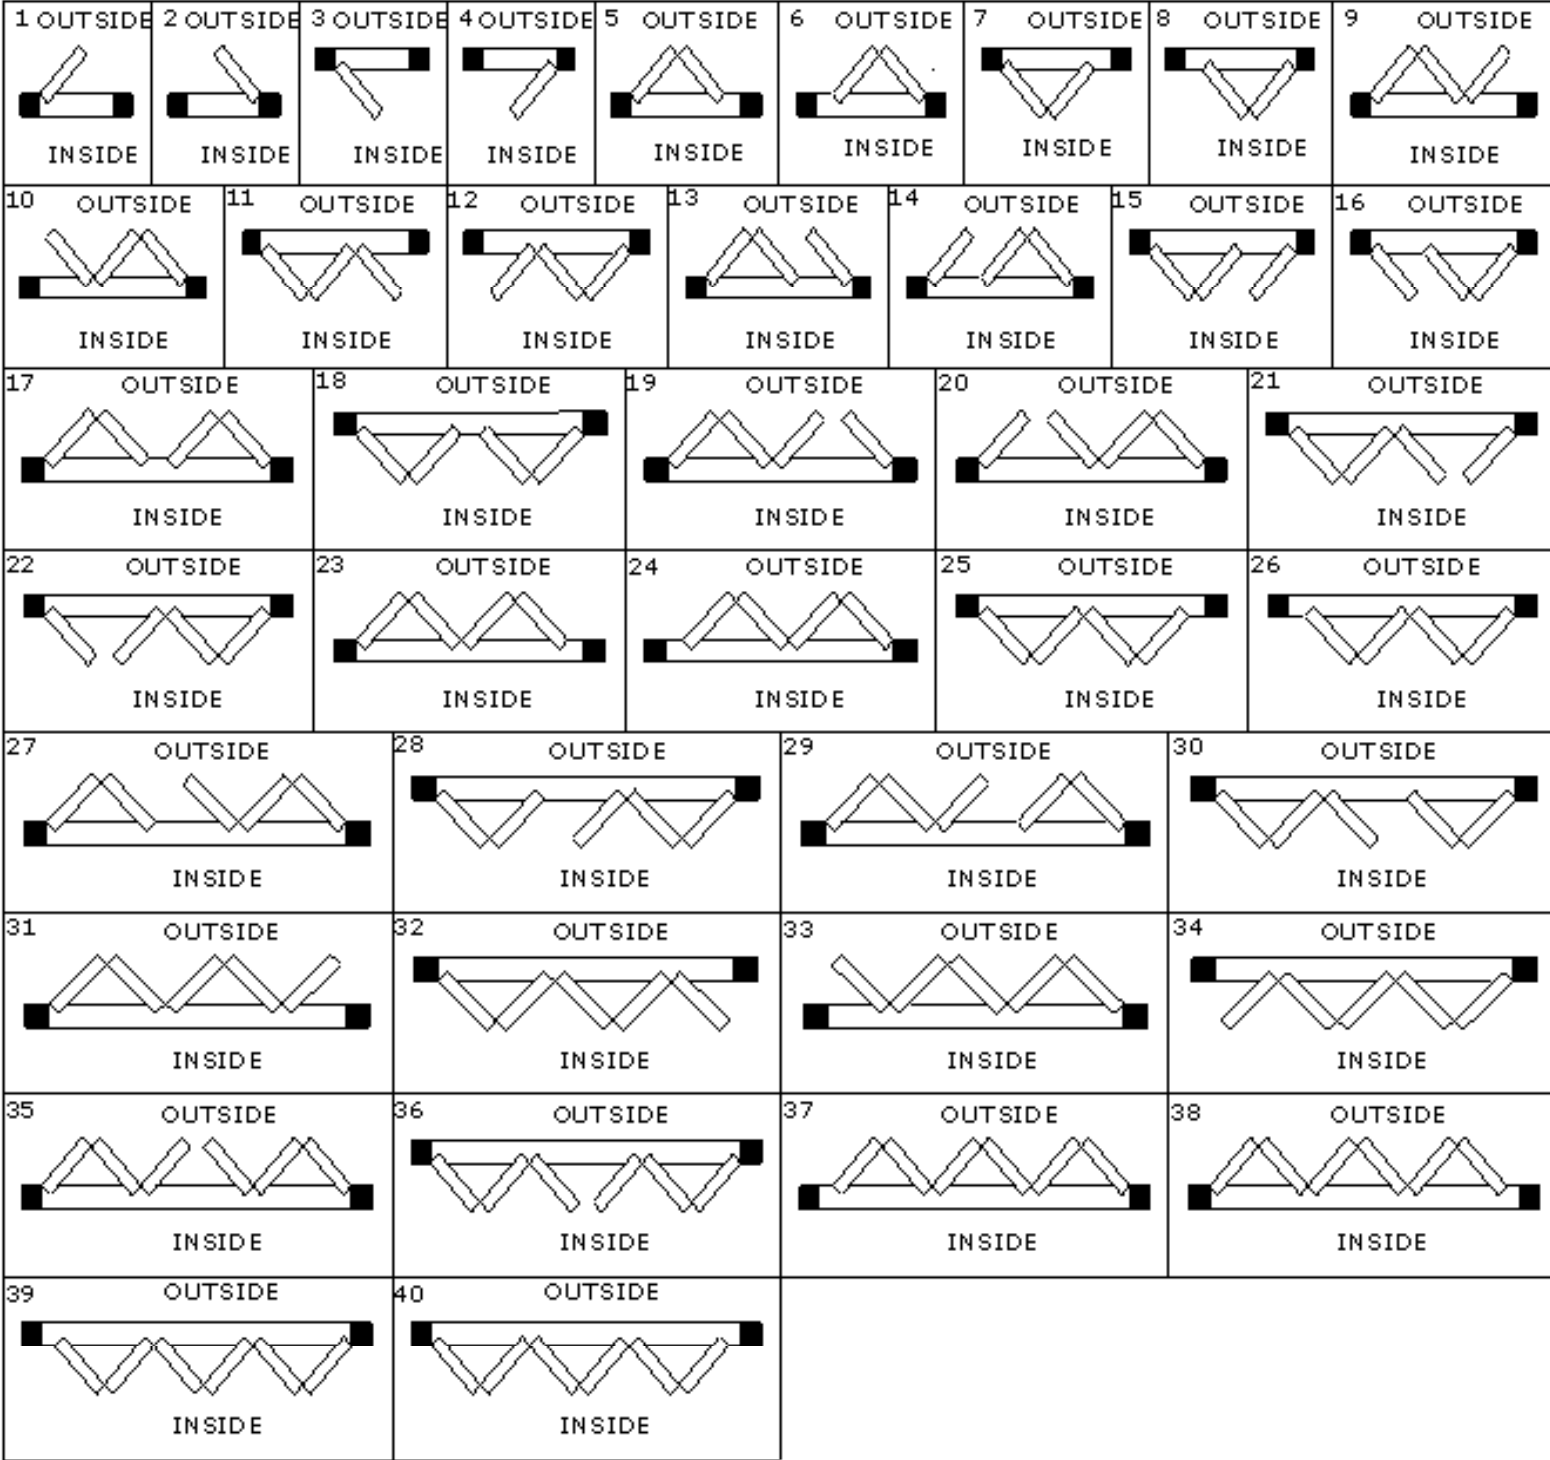 1 OUTSIDE 2 OUTSIDE 3 OUTSIDE 4 OUTSIDE 5 OUTSIDE 6 OUTSIDE 7 OUTSIDE 8 OUTSIDE 9 OUTSIDE
INSIDE INSIDE INSIDE INSIDE INSIDE INSIDE INSIDE INSIDE INSIDE
10 OUTSIDE 11 OUTSIDE 12 OUTSIDE 13 OUTSIDE 14 OUTSIDE 15 OUTSIDE 16 OUTSIDE
INSIDE INSIDE INSIDE INSIDE INSIDE INSIDE INSIDE
17 OUTSIDE 18 OUTSIDE 19 OUTSIDE 20 OUTSIDE 21 OUTSIDE
INSIDE INSIDE INSIDE INSIDE INSIDE
22 OUTSIDE 23 OUTSIDE 24 OUTSIDE 25 OUTSIDE 26 OUTSIDE
INSIDE INSIDE INSIDE INSIDE INSIDE
27 OUTSIDE 28 OUTSIDE 29 OUTSIDE 30 OUTSIDE
INSIDE INSIDE INSIDE INSIDE
31 OUTSIDE 32 OUTSIDE 33 OUTSIDE 34 OUTSIDE
INSIDE INSIDE INSIDE INSIDE
35 OUTSIDE 36 OUTSIDE 37 OUTSIDE 38 OUTSIDE
INSIDE INSIDE INSIDE INSIDE
39 OUTSIDE 40 OUTSIDE
INSIDE INSIDE